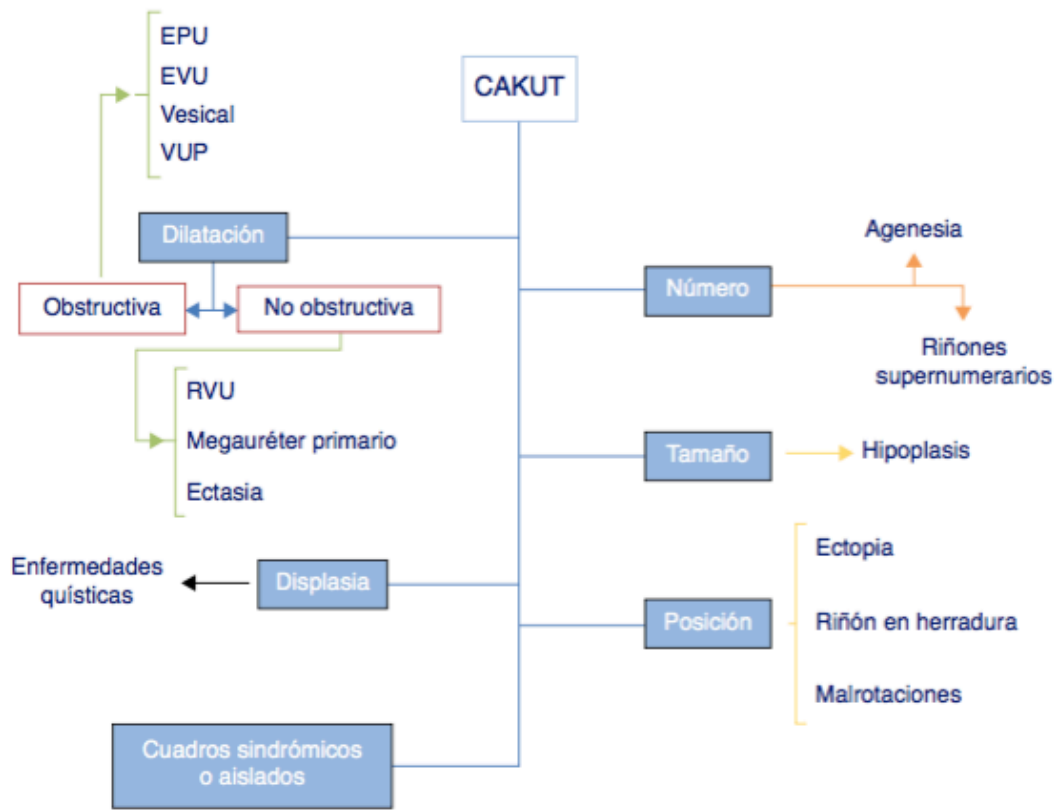 CAKUT
EPU
EVU
Vesical
VUP
Dilatación
Obstructiva
No obstructiva
RVU
Megauréter primario
Ectasia
Enfermedades
quísticas
Displasia
Cuadros sindrómicos
o aislados
Número
Agenesia
Riñones
supernumerarios
Tamaño
Hipoplasis
Posición
Ectopia
Riñón en herradura
Malrotaciones